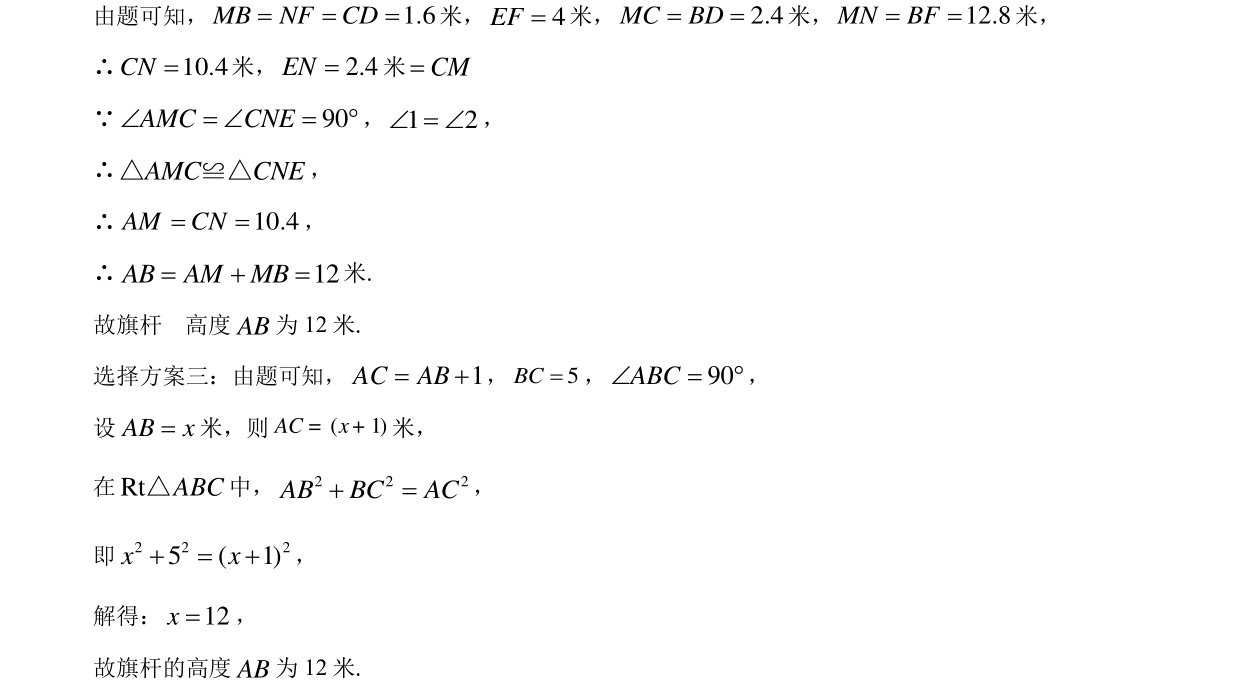 由题可知，MB = NF = CD =1.6米，EF = 4米，MC = BD = 2.4米，MN = BF =12.8米，
∴CN =10.4米，EN = 2.4米= CM
∵∠AMC = ∠CNE = 90°，∠1= ∠2，
∴△AMC≌△CNE，
∴AM = CN =10.4，
∴AB = AM + MB =12米.
故旗杆 高度AB为12米.
选择方案三：由题可知，AC = AB +1，BC = 5，∠ABC = 90°，
设AB = x米，则AC = (x + 1)米，
在Rt△ABC中，AB² + BC² = AC²，
即x² + 5² = (x +1)²，
解得：x =12，
故旗杆的高度AB为12米.